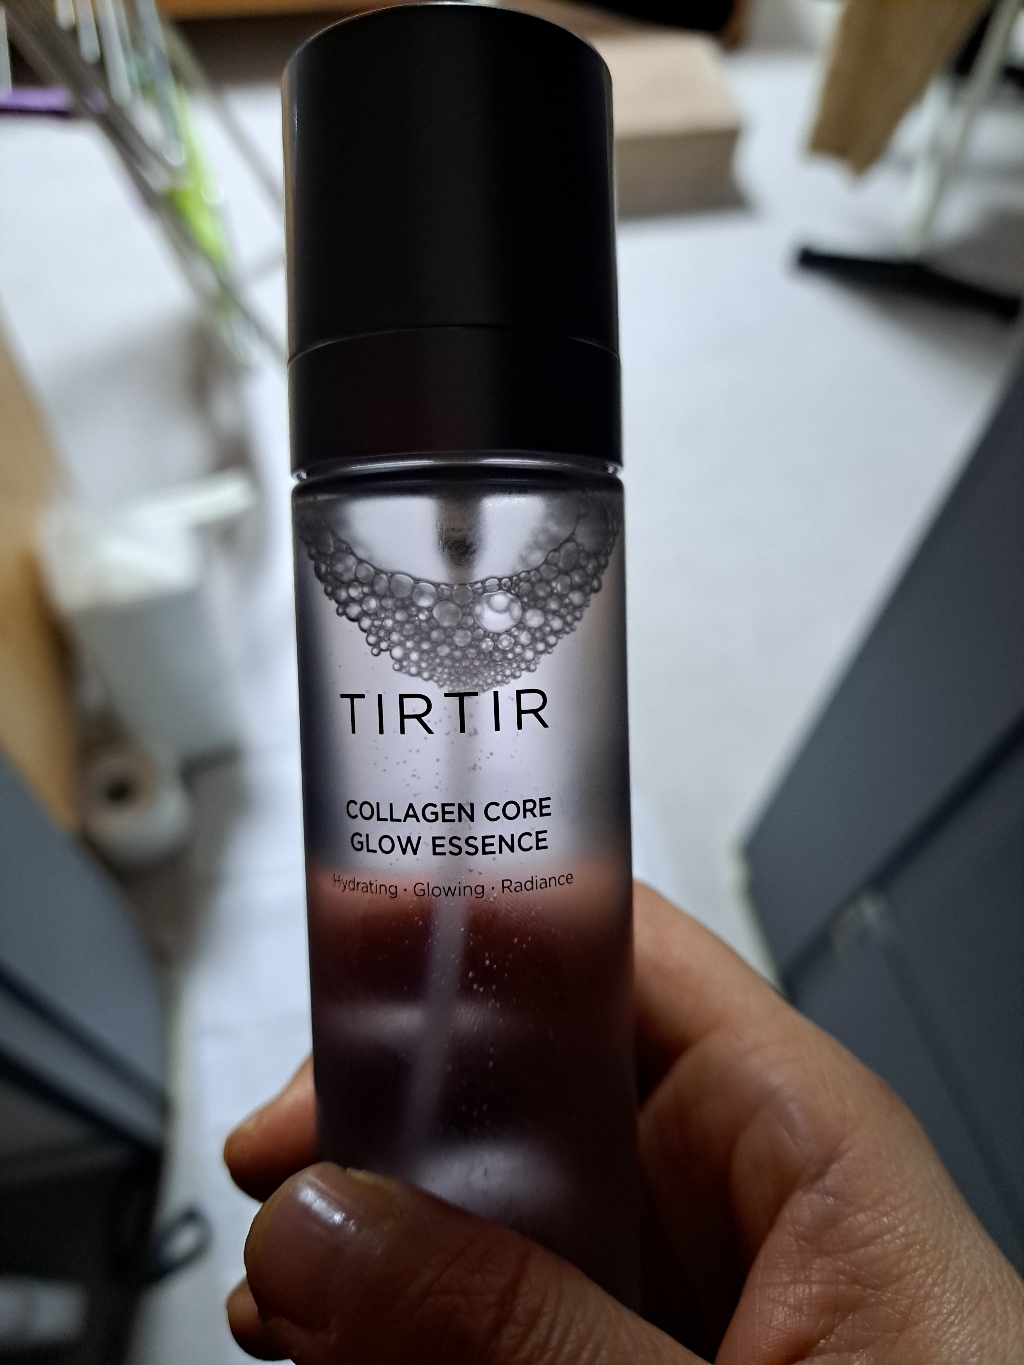 TIRTIR
COLLAGEN CORE
GLOW ESSENCE
Hydrating · Glowing · Radiance